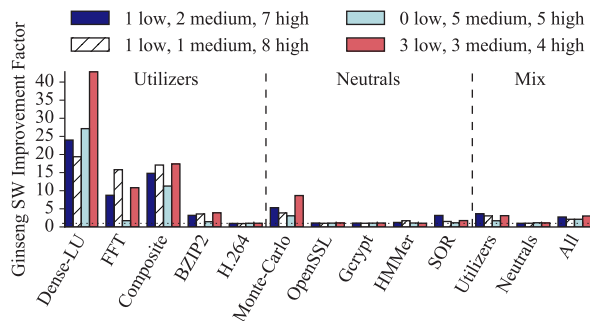 1 low, 2 medium, 7 high
0 low, 5 medium, 5 high
1 low, 1 medium, 8 high
3 low, 3 medium, 4 high
Ginseng SW Improvement Factor
Utilizers
Neutrals
Mix
40
35
30
25
20
15
10
5
0
Dense-LU
FFT
Composite
BZIP2
H.264
Monte-Carlo
OpenSSL
Gcrypt
HMMer
SOR
Utilizers
Neutrals
All